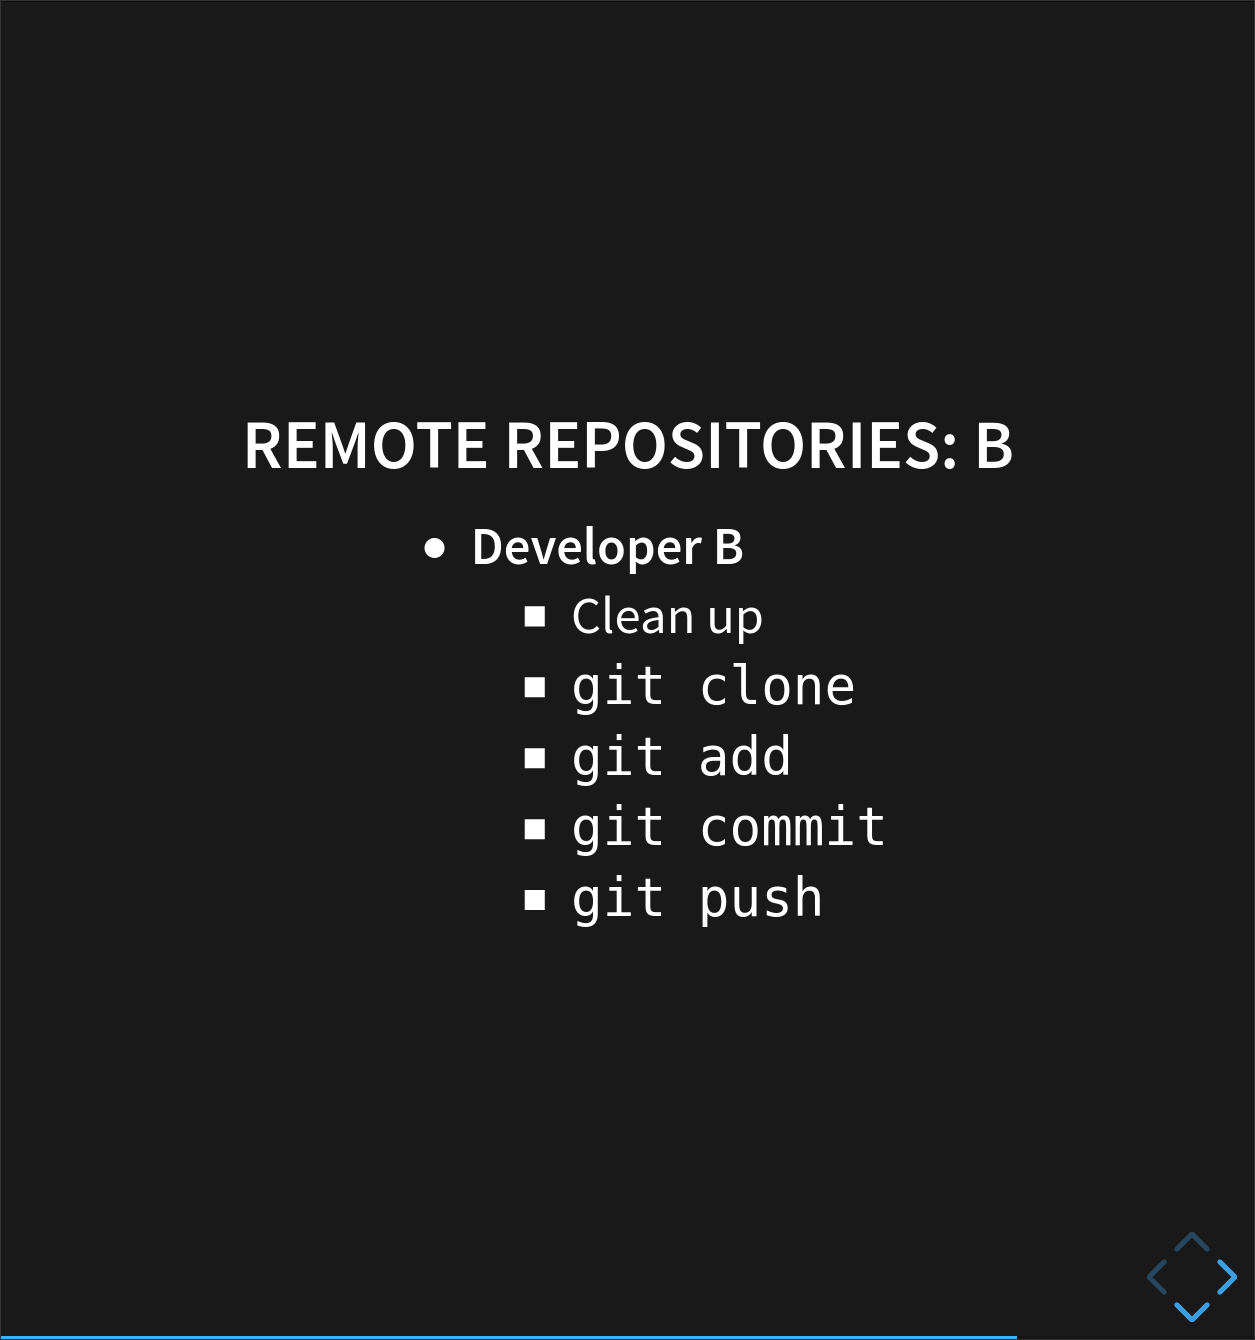 REMOTE REPOSITORIES: B
Developer B
Clean up
git clone
git add
git commit
git push